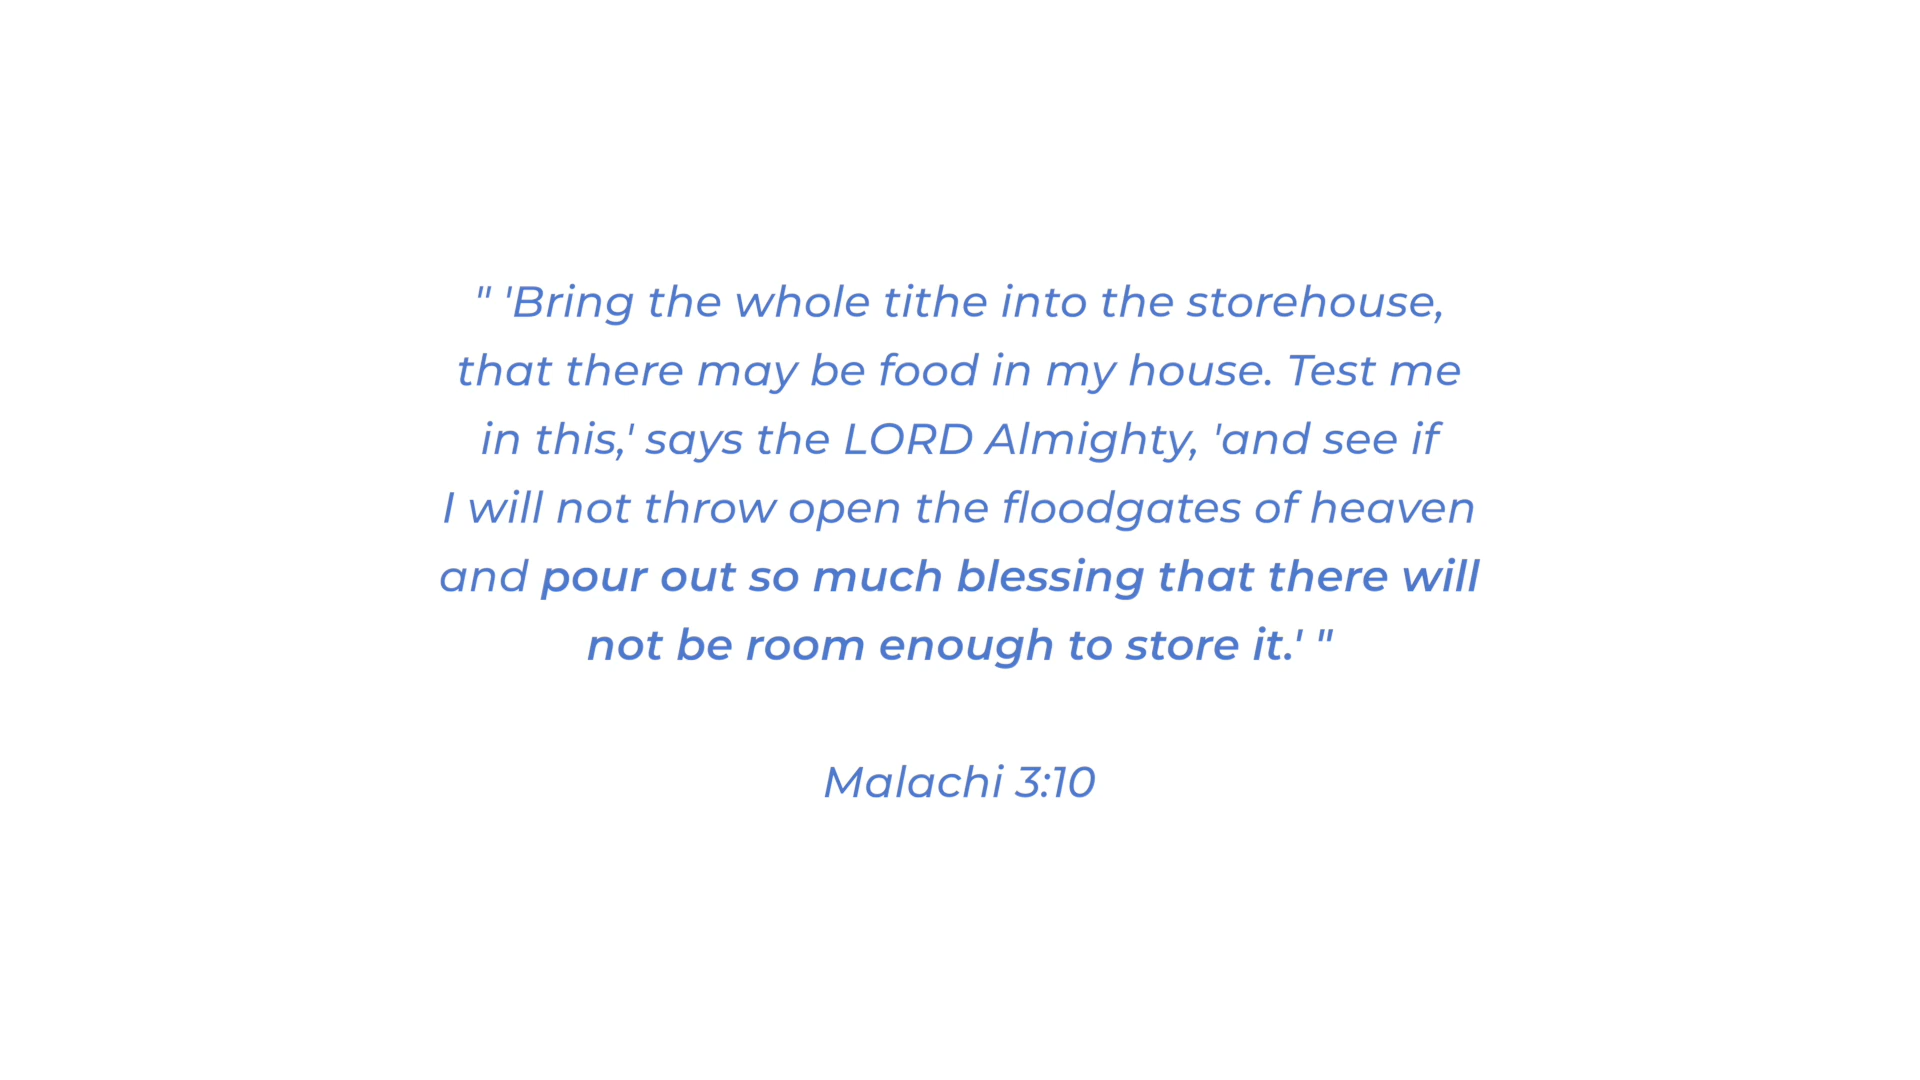 " 'Bring the whole tithe into the storehouse,
that there may be food in my house. Test me
in this,' says the LORD Almighty, 'and see if
I will not throw open the floodgates of heaven
and pour out so much blessing that there will
not be room enough to store it.' "
Malachi 3:10